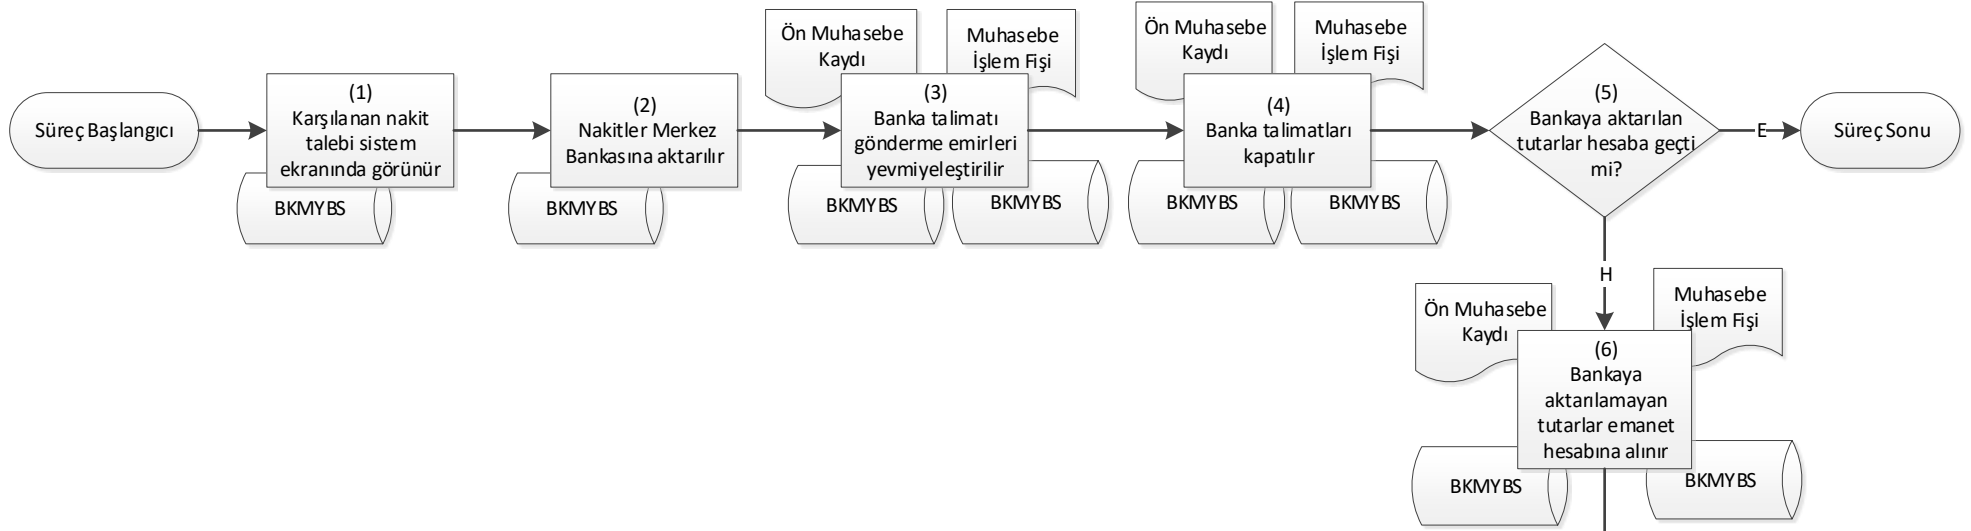 Süreç Başlangıcı
(1)
Karşılanan nakit
talebi sistem
ekranında görünür
BKMYBS
(2)
Nakitler Merkez
Bankasına aktarılır
BKMYBS
Ön Muhasebe
Kaydı
Muhasebe
İşlem Fişi
(3)
Banka talimatı
gönderme emirleri
yevmiyeleştirilir
BKMYBS
BKMYBS
Ön Muhasebe
Kaydı
Muhasebe
İşlem Fişi
(4)
Banka talimatları
kapatılır
BKMYBS
BKMYBS
(5)
Bankaya aktarılan
tutarlar hesaba geçti
mi?
E
Süreç Sonu
H
Ön Muhasebe
Kaydı
Muhasebe
İşlem Fişi
(6)
Bankaya
aktarılamayan
tutarlar emanet
hesabına alınır
BKMYBS
BKMYBS